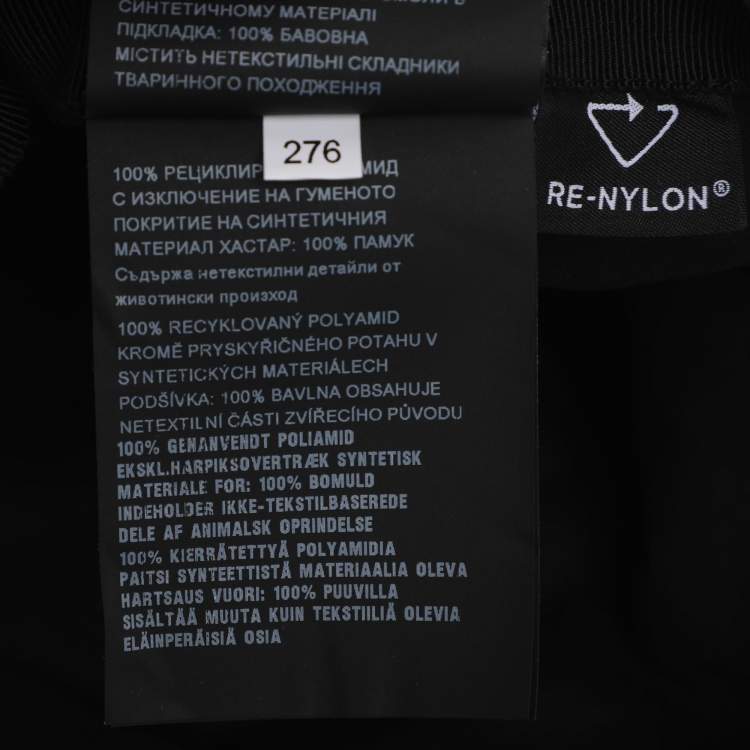 СИНТЕТИЧНОМУ МАТЕРІАЛІ
ПІДКЛАДКА: 100% БАВОВНА
МІСТИТЬ НЕТЕКСТИЛЬНІ СКЛАДНИКИ
ТВАРИННОГО ПОХОДЖЕННЯ
276
100% РЕЦИКЛИР МИД
С ИЗКЛЮЧЕНИЕ НА ГУМЕНОТО
ПОКРИТИЕ НА СИНТЕТИЧНИЯ
МАТЕРИАЛ ХАСТАР: 100% ПАМУК
Съдържа нетекстилни детайли от
животински произход
100% RECYKLOVANÝ POLYAMID
KROMĚ PRYSKYŘIČNÉHO POTAHU V
SYNTETICKÝCH MATERIÁLECH
PODŠÍVKA: 100% BAVLNA OBSAHUJE
NETEXTILNÍ ČÁSTI ZVÍŘECÍHO PŮVODU
100% GENANVENDT POLIAMID
EKSKL.HARPIKSOVERTRÆK SYNTETISK
MATERIALE FOR: 100% BOMULD
INDEHOLDER IKKE-TEKSTILBASEREDE
DELE AF ANIMALSK OPRINDELSE
100% KIERRÄTETTYÄ POLYAMIDIA
PAITSI SYNTEETTISTÄ MATERIAALIA OLEVA
HARTSAUS VUORI: 100% PUUVILLA
SISÄLTÄÄ MUUTA KUIN TEKSTIILIÄ OLEVIA
ELÄINPERÄISIÄ OSIA
RE-NYLON®